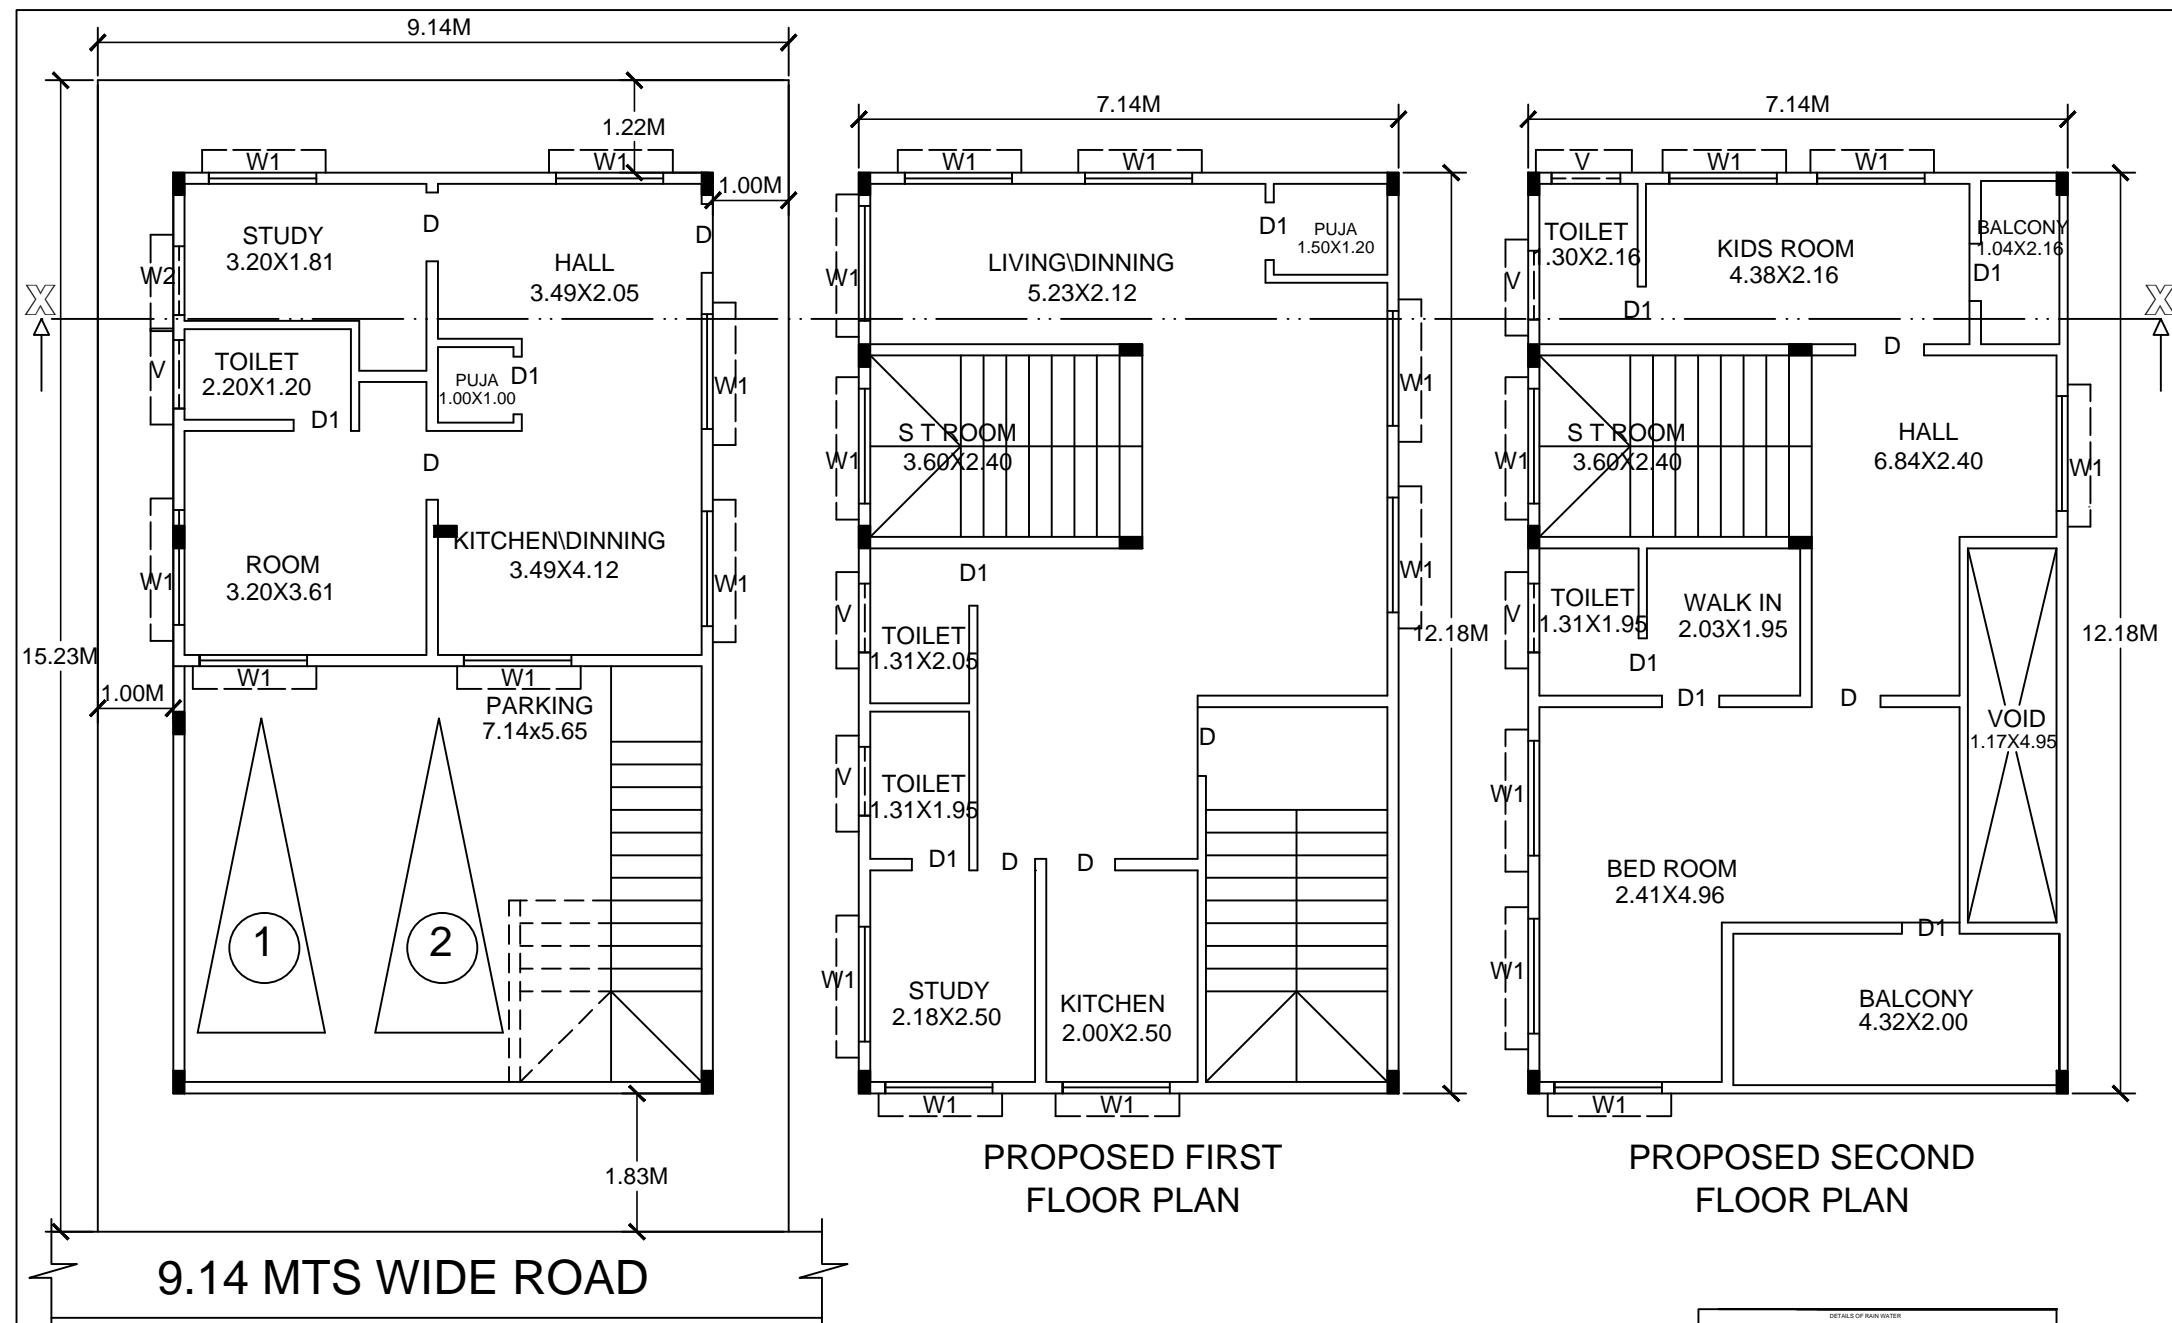 9.14M
1.22M
1.00M
W1
W1
STUDY
3.20X1.81
D
D
HALL
3.49X2.05
W2
X
TOILET
2.20X1.20
V
D1
PUJA
1.00X1.00
D1
W1
D
ROOM
3.20X3.61
KITCHEN\DINNING
3.49X4.12
W1
W1
15.23M
1.00M
W1
W1
PARKING
7.14x5.65
1
2
1.83M
9.14 MTS WIDE ROAD
7.14M
W1
W1
W1
LIVING\DINNING
5.23X2.12
D1
PUJA
1.50X1.20
W1
S T ROOM
3.60X2.40
W1
W1
D1
V
TOILET
1.31X2.05
12.18M
D
V
TOILET
1.31X1.95
D1
D
D
W1
STUDY
2.18X2.50
KITCHEN
2.00X2.50
W1
W1
PROPOSED FIRST
FLOOR PLAN
7.14M
V
W1
W1
TOILET
1.30X2.16
V
D1
KIDS ROOM
4.38X2.16
BALCONY
1.04X2.16
D1
X
D
W1
S T ROOM
3.60X2.40
HALL
6.84X2.40
W1
V
TOILET
1.31X1.95
WALK IN
2.03X1.95
D1
D1
D
12.18M
VOID
1.17X4.95
W1
BED ROOM
2.41X4.96
D1
W1
BALCONY
4.32X2.00
W1
PROPOSED SECOND
FLOOR PLAN
DETAILS OF RAIN WATER